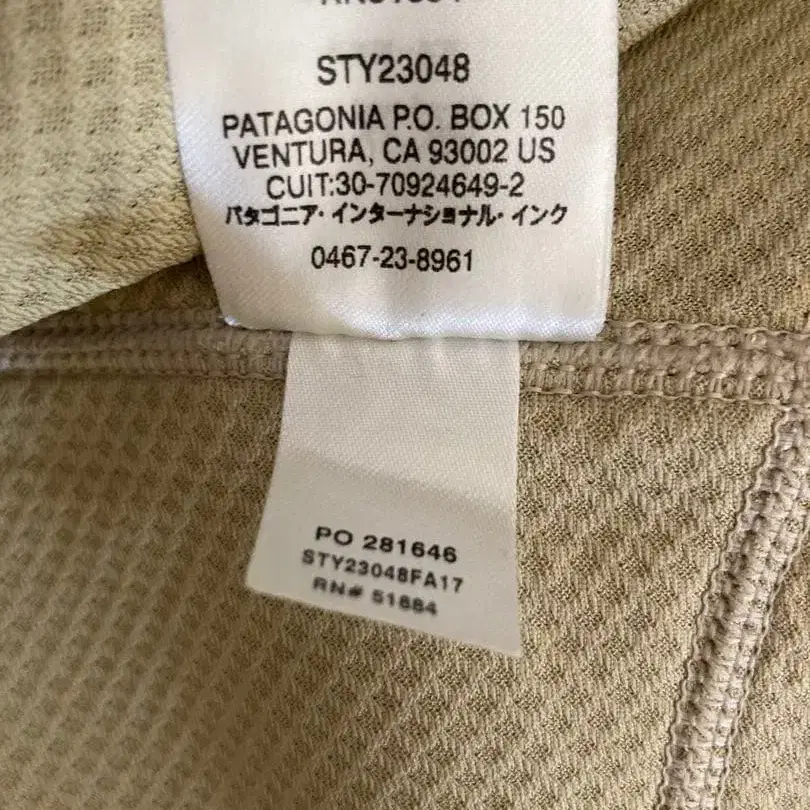 STY23048
PATAGONIA P.O. BOX 150
VENTURA, CA 93002 US
CUIT:30-70924649-2
パタゴニア・インターナショナル・インク
0467-23-8961
PO 281646
STY23048FA17
RN# 51884